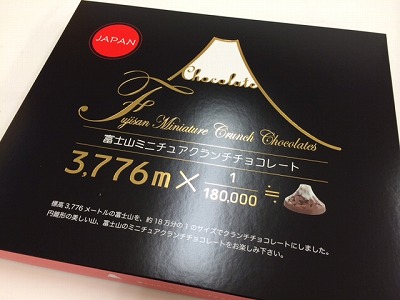 JAPAN
Chocolate
Fujisan Miniature Crunch Chocolates
富士山ミニチュアクランチチョコレート
3,776m×1/180,000≒
標高3,776メートルの富士山を、約18万分の1のサイズでクランチチョコレートにしました。
円錐形の美しい山、富士山のミニチュアクランチチョコレートをお楽しみ下さい。